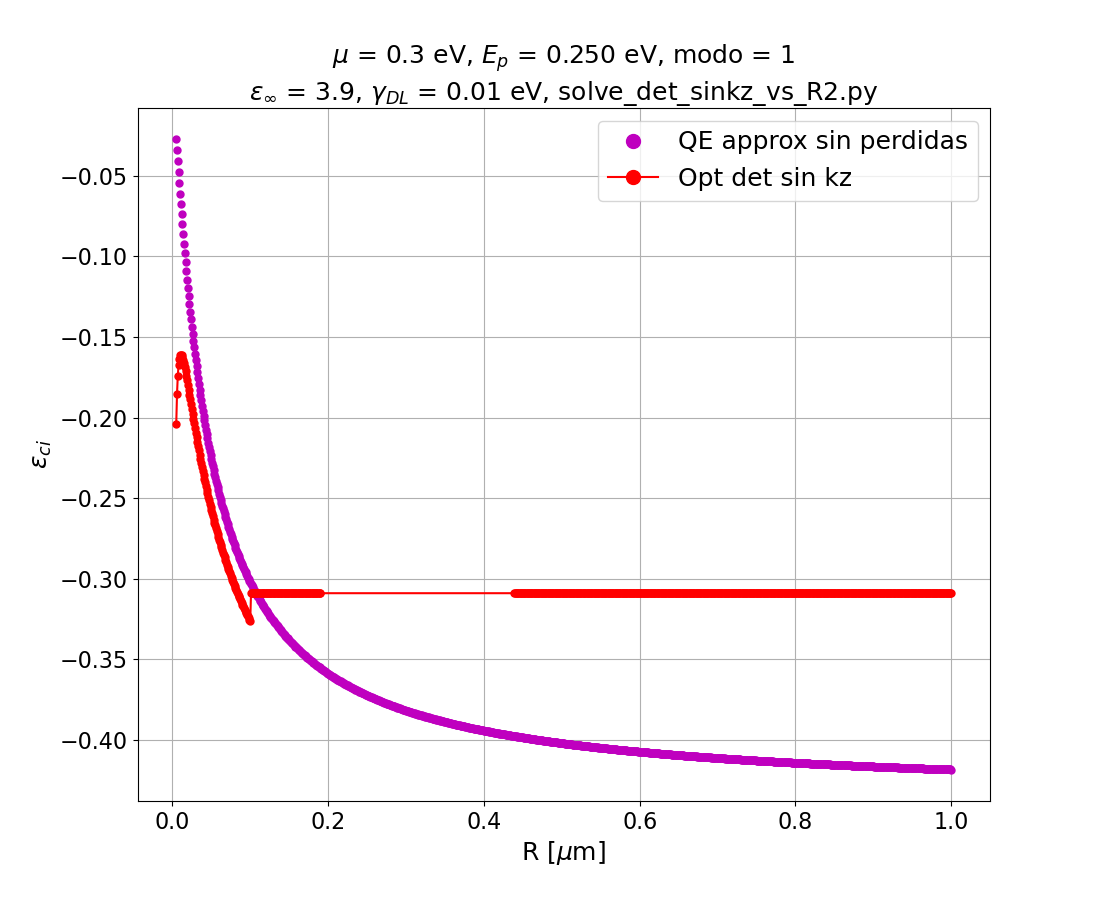 μ = 0.3 eV, E_p = 0.250 eV, modo = 1
ε_∞ = 3.9, γ_DL = 0.01 eV, solve_det_sinkz_vs_R2.py
QE approx sin perdidas
Opt det sin kz
−0.05
−0.10
−0.15
−0.20
−0.25
−0.30
−0.35
−0.40
ε_ci
0.0 0.2 0.4 0.6 0.8 1.0
R [μm]